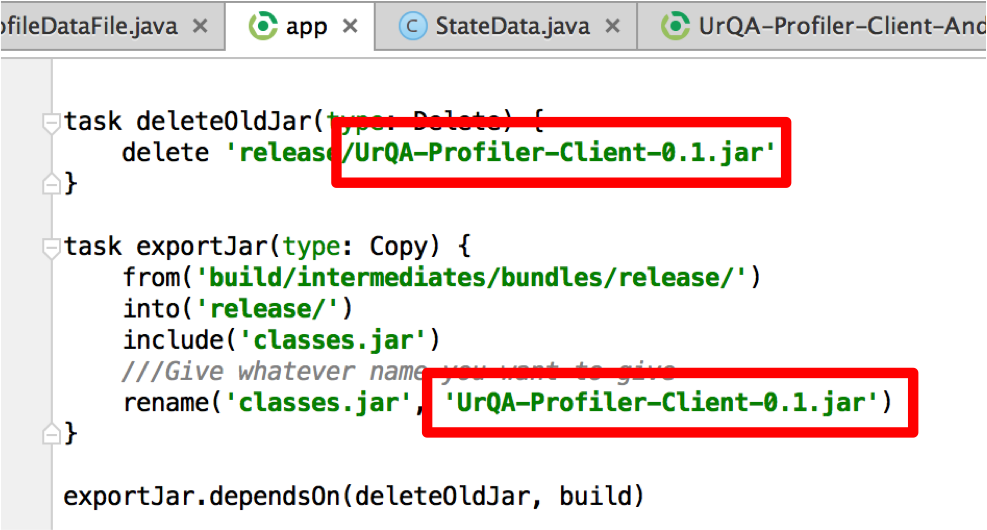 ofileDataFile.java × app × C StateData.java × UrQA-Profiler-Client-And
task deleteOldJar(type: Delete) {
delete 'release/UrQA-Profiler-Client-0.1.jar'
}
task exportJar(type: Copy) {
from('build/intermediates/bundles/release/')
into('release/')
include('classes.jar')
///Give whatever name you want to give
rename('classes.jar', 'UrQA-Profiler-Client-0.1.jar')
}
exportJar.dependsOn(deleteOldJar, build)